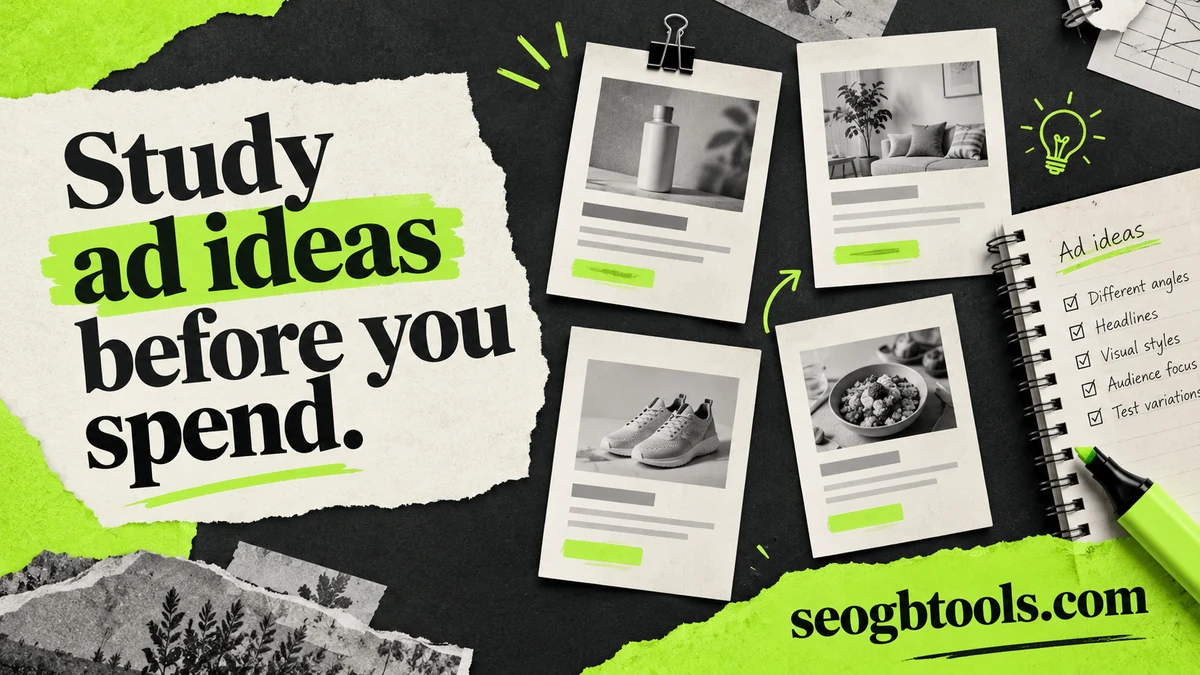 Study
ad ideas
before you
spend.
Ad ideas
Different angles
Headlines
Visual styles
Audience focus
Test variations
seogbtools.com